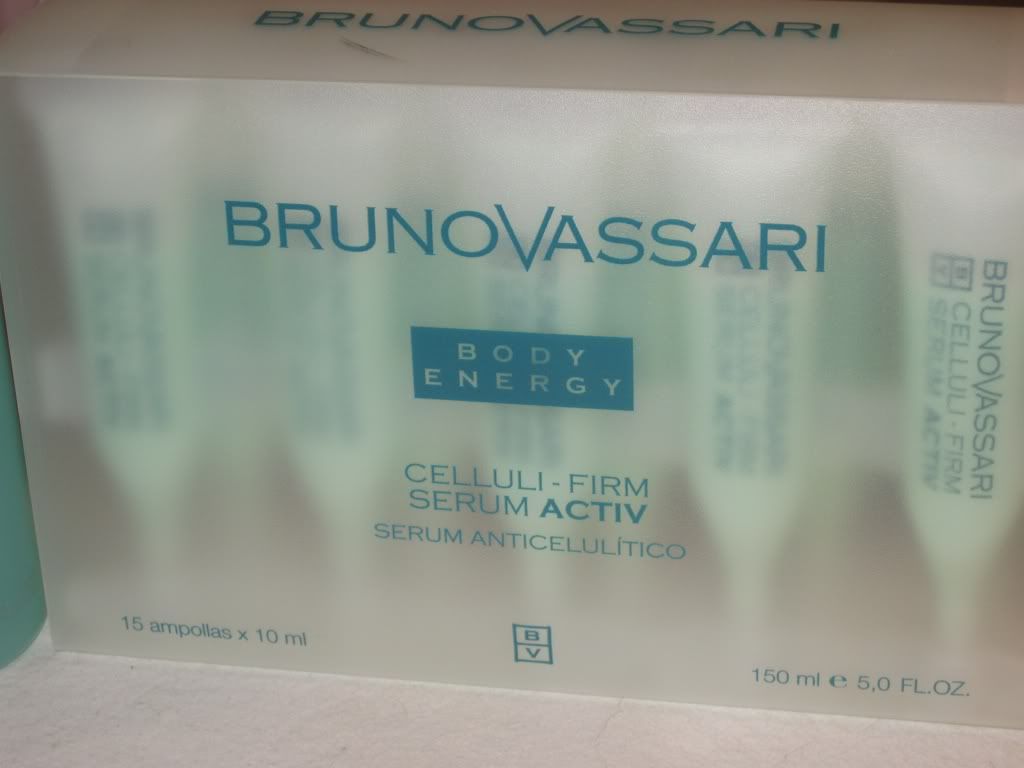 BRUNOVASSARI
BRUNOVASSARI
BODY
ENERGY
CELLULI-FIRM
SERUM ACTIV
SERUM ANTICELULÍTICO
15 ampollas x 10 ml
B
V
150 ml e 5,0 FL.OZ.
BRUNOVASSARI
B
V
CELLULI-FIRM
SERUM ACTIV